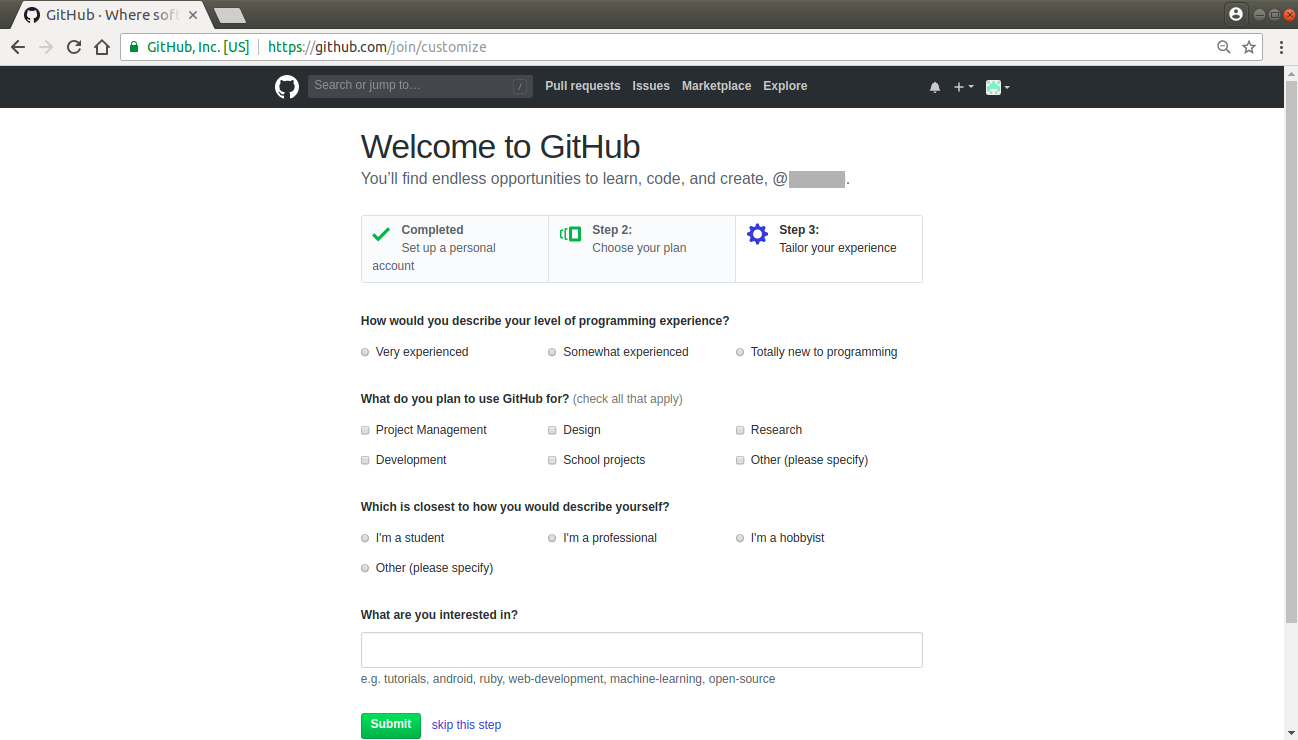 GitHub · Where soft
GitHub, Inc. [US] https://github.com/join/customize
Search or jump to… / Pull requests Issues Marketplace Explore
Welcome to GitHub
You’ll find endless opportunities to learn, code, and create, @ .
Completed
Set up a personal
account
Step 2:
Choose your plan
Step 3:
Tailor your experience
How would you describe your level of programming experience?
Very experienced Somewhat experienced Totally new to programming
What do you plan to use GitHub for? (check all that apply)
Project Management Design Research
Development School projects Other (please specify)
Which is closest to how you would describe yourself?
I'm a student I'm a professional I'm a hobbyist
Other (please specify)
What are you interested in?
e.g. tutorials, android, ruby, web-development, machine-learning, open-source
Submit skip this step